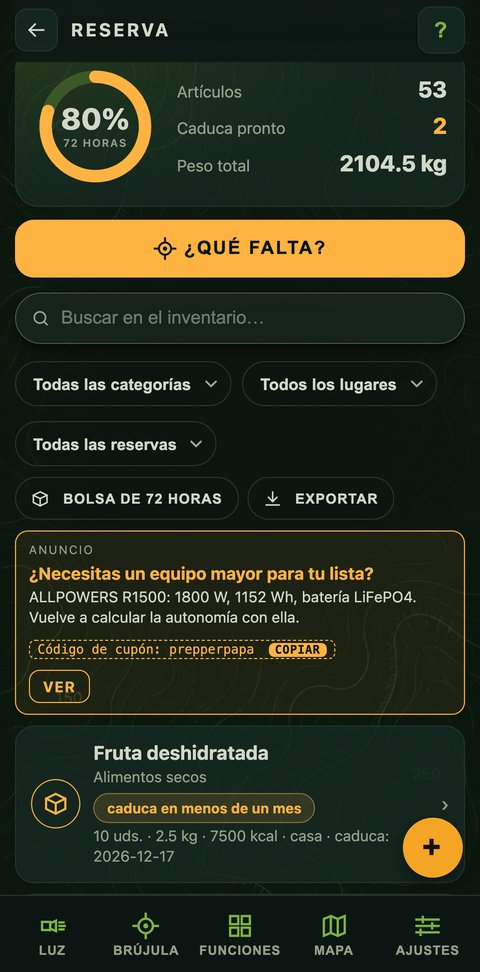 RESERVA
?
80%
72 HORAS
Artículos 53
Caduca pronto 2
Peso total 2104.5 kg
¿QUÉ FALTA?
Buscar en el inventario…
Todas las categorías
Todos los lugares
Todas las reservas
BOLSA DE 72 HORAS
EXPORTAR
ANUNCIO
¿Necesitas un equipo mayor para tu lista?
ALLPOWERS R1500: 1800 W, 1152 Wh, batería LiFePO4.
Vuelve a calcular la autonomía con ella.
Código de cupón: prepperpapa COPIAR
VER
150
Fruta deshidratada
Alimentos secos
250
caduca en menos de un mes
10 uds. · 2.5 kg · 7500 kcal · casa · caduca:
2026-12-17
+
LUZ
BRÚJULA
FUNCIONES
MAPA
AJUSTES